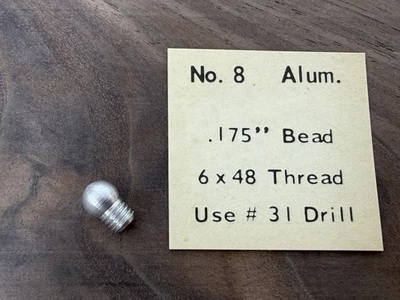 No. 8 Alum.
.175” Bead
6 x 48 Thread
Use # 31 Drill